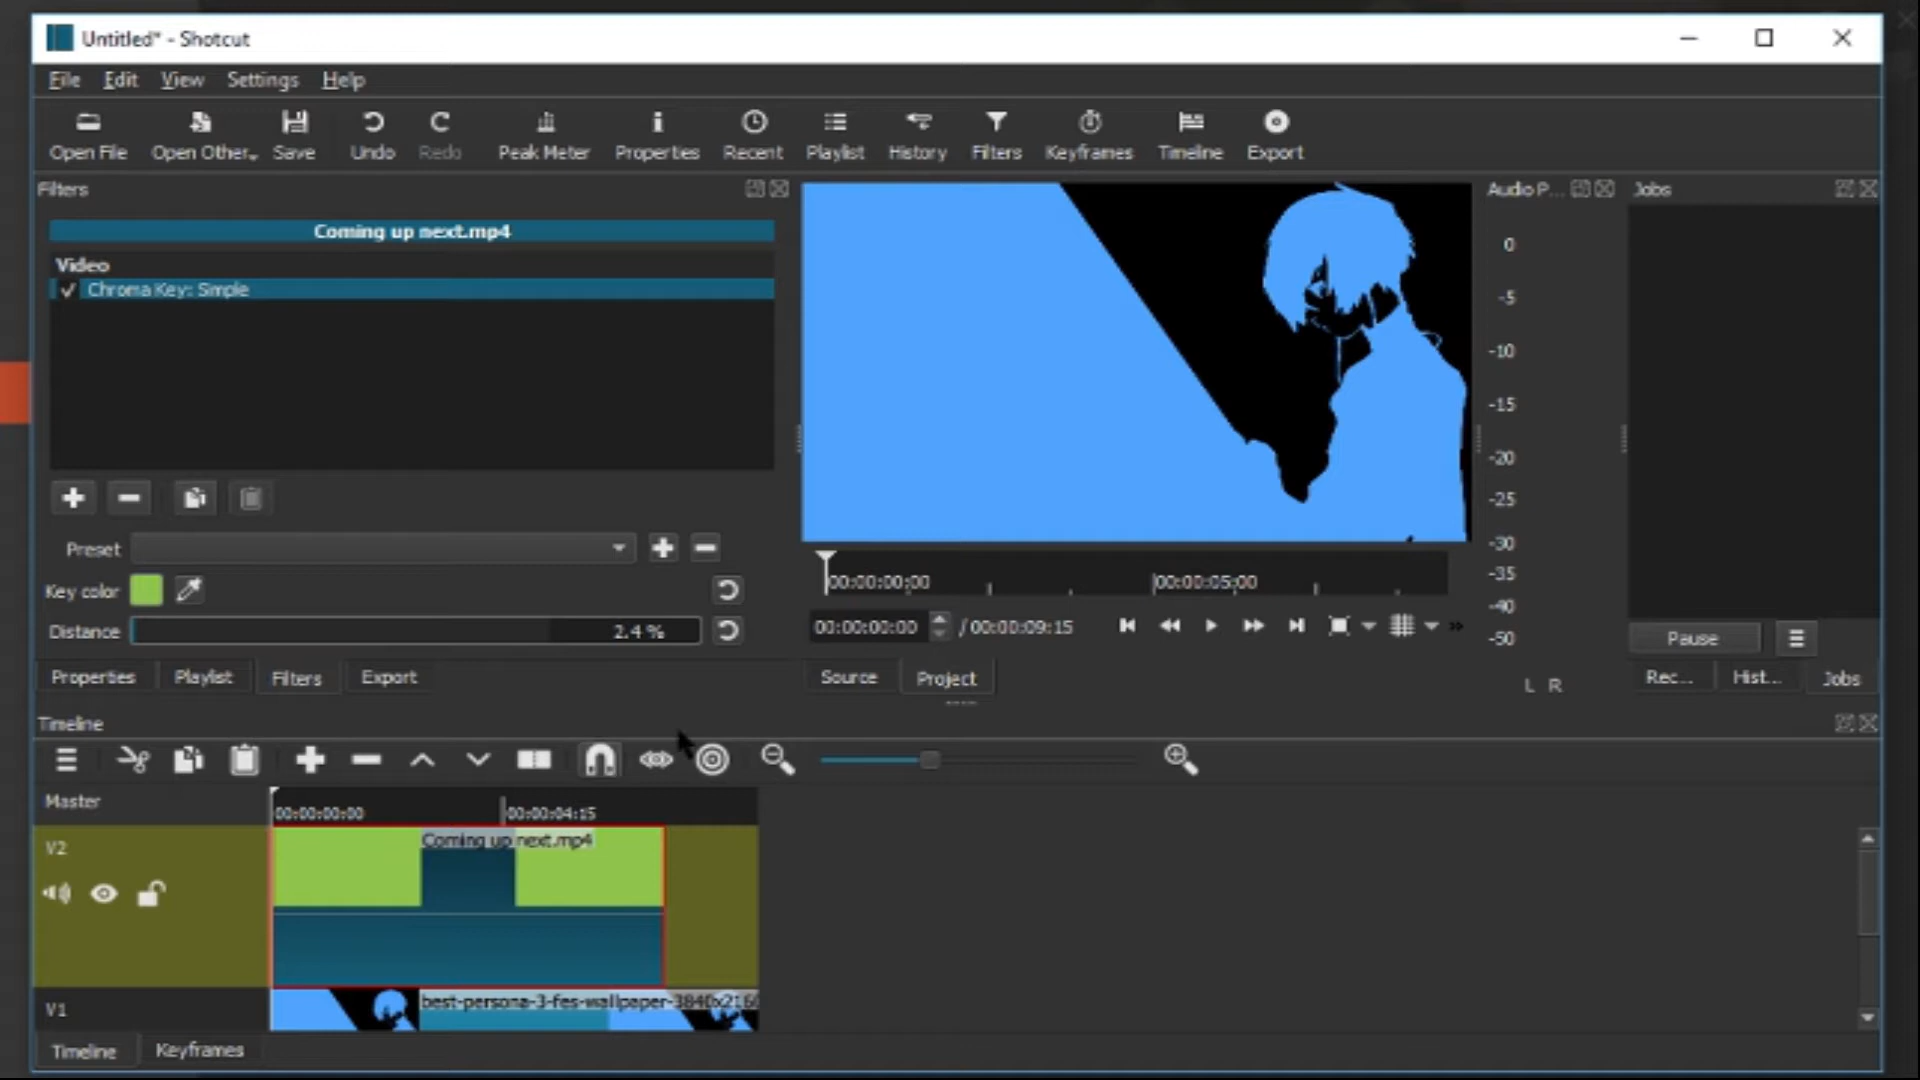 Untitled* - Shotcut
File Edit View Settings Help
Open File Open Other Save Undo Redo Peak Meter Properties Recent Playlist History Filters Keyframes Timeline Export
Filters
Audio P... Jobs
Coming up next.mp4
Video
Chroma Key: Simple
0
-5
-10
-15
-20
-25
-30
-35
-40
-50
L R
Preset
Key color
Distance 2.4 %
00:00:00;00 00:00:05;00
00:00:00:00 / 00:00:09:15
Pause
Properties Playlist Filters Export
Source Project
Rec... Hist... Jobs
Timeline
Master
00:00:00:00 00:00:04:15
V2
Coming up next.mp4
V1
best-persona-3-fes-wallpaper-3840x2160
Timeline Keyframes